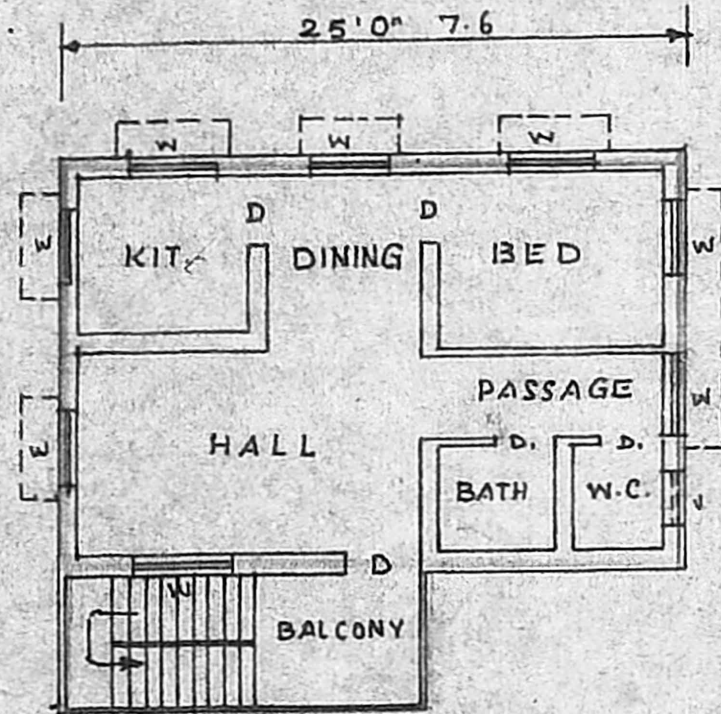 25'0" 7.6
W W W
D D
W KIT. DINING BED W
PASSAGE W
W HALL D. D.
BATH W.C. V
D
W
BALCONY